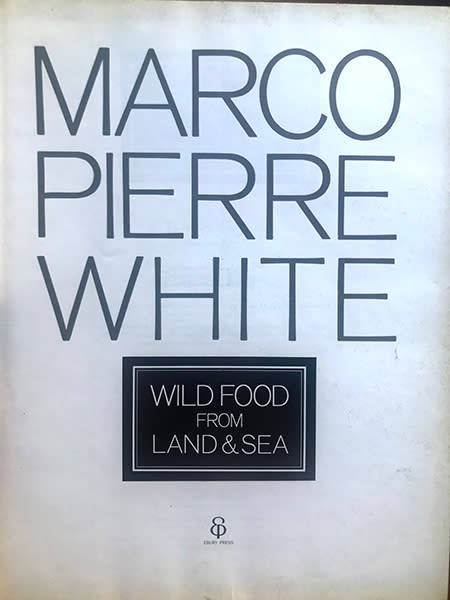 MARCO
PIERRE
WHITE
WILD FOOD
FROM
LAND & SEA
EBURY PRESS